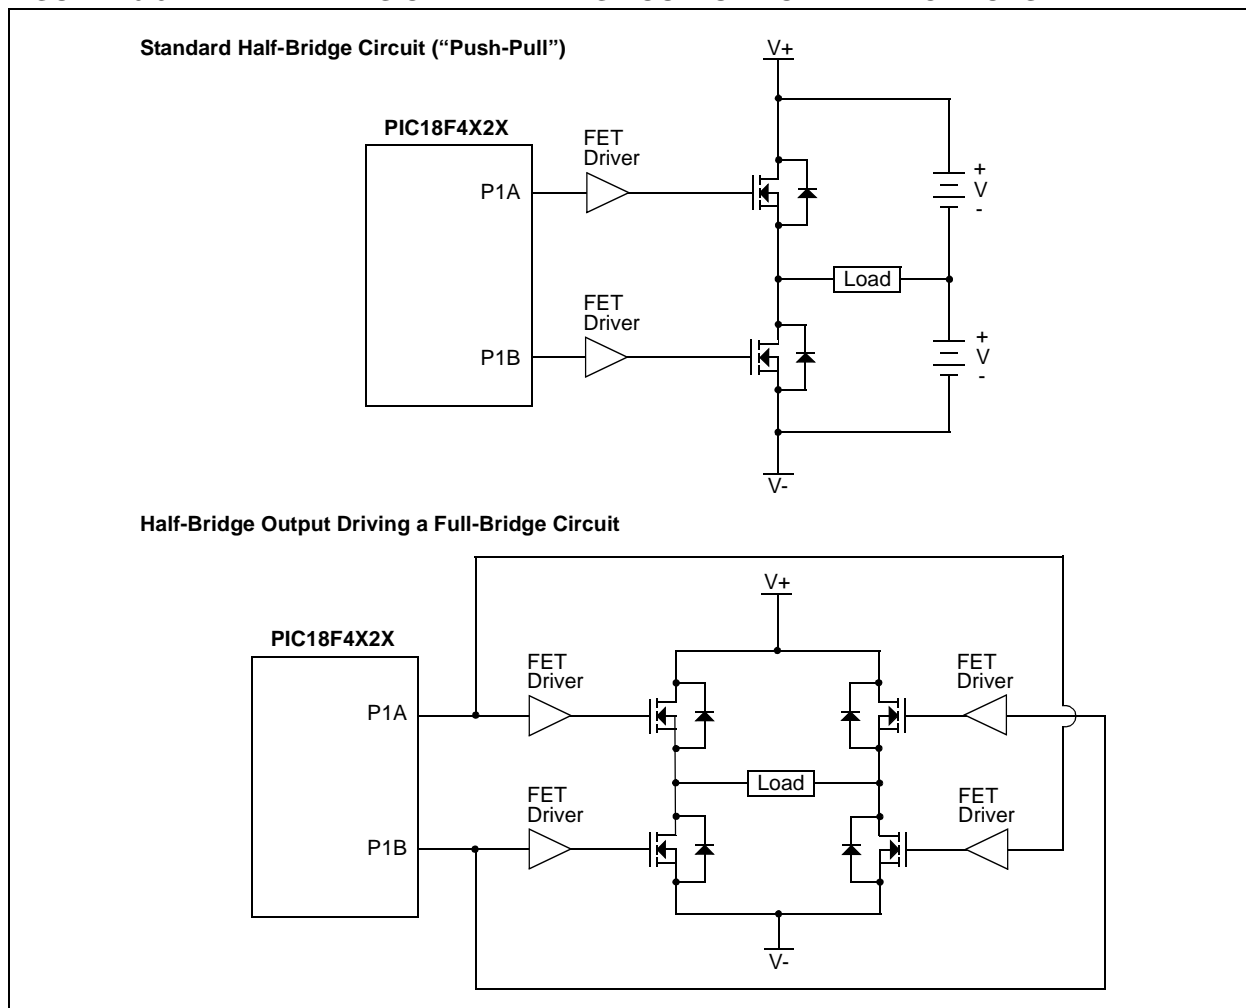 Standard Half-Bridge Circuit (“Push-Pull”)
V+
PIC18F4X2X
FET
Driver
P1A
+
V
-
Load
FET
Driver
P1B
+
V
-
V-
Half-Bridge Output Driving a Full-Bridge Circuit
V+
PIC18F4X2X
FET
Driver
FET
Driver
P1A
Load
FET
Driver
FET
Driver
P1B
V-